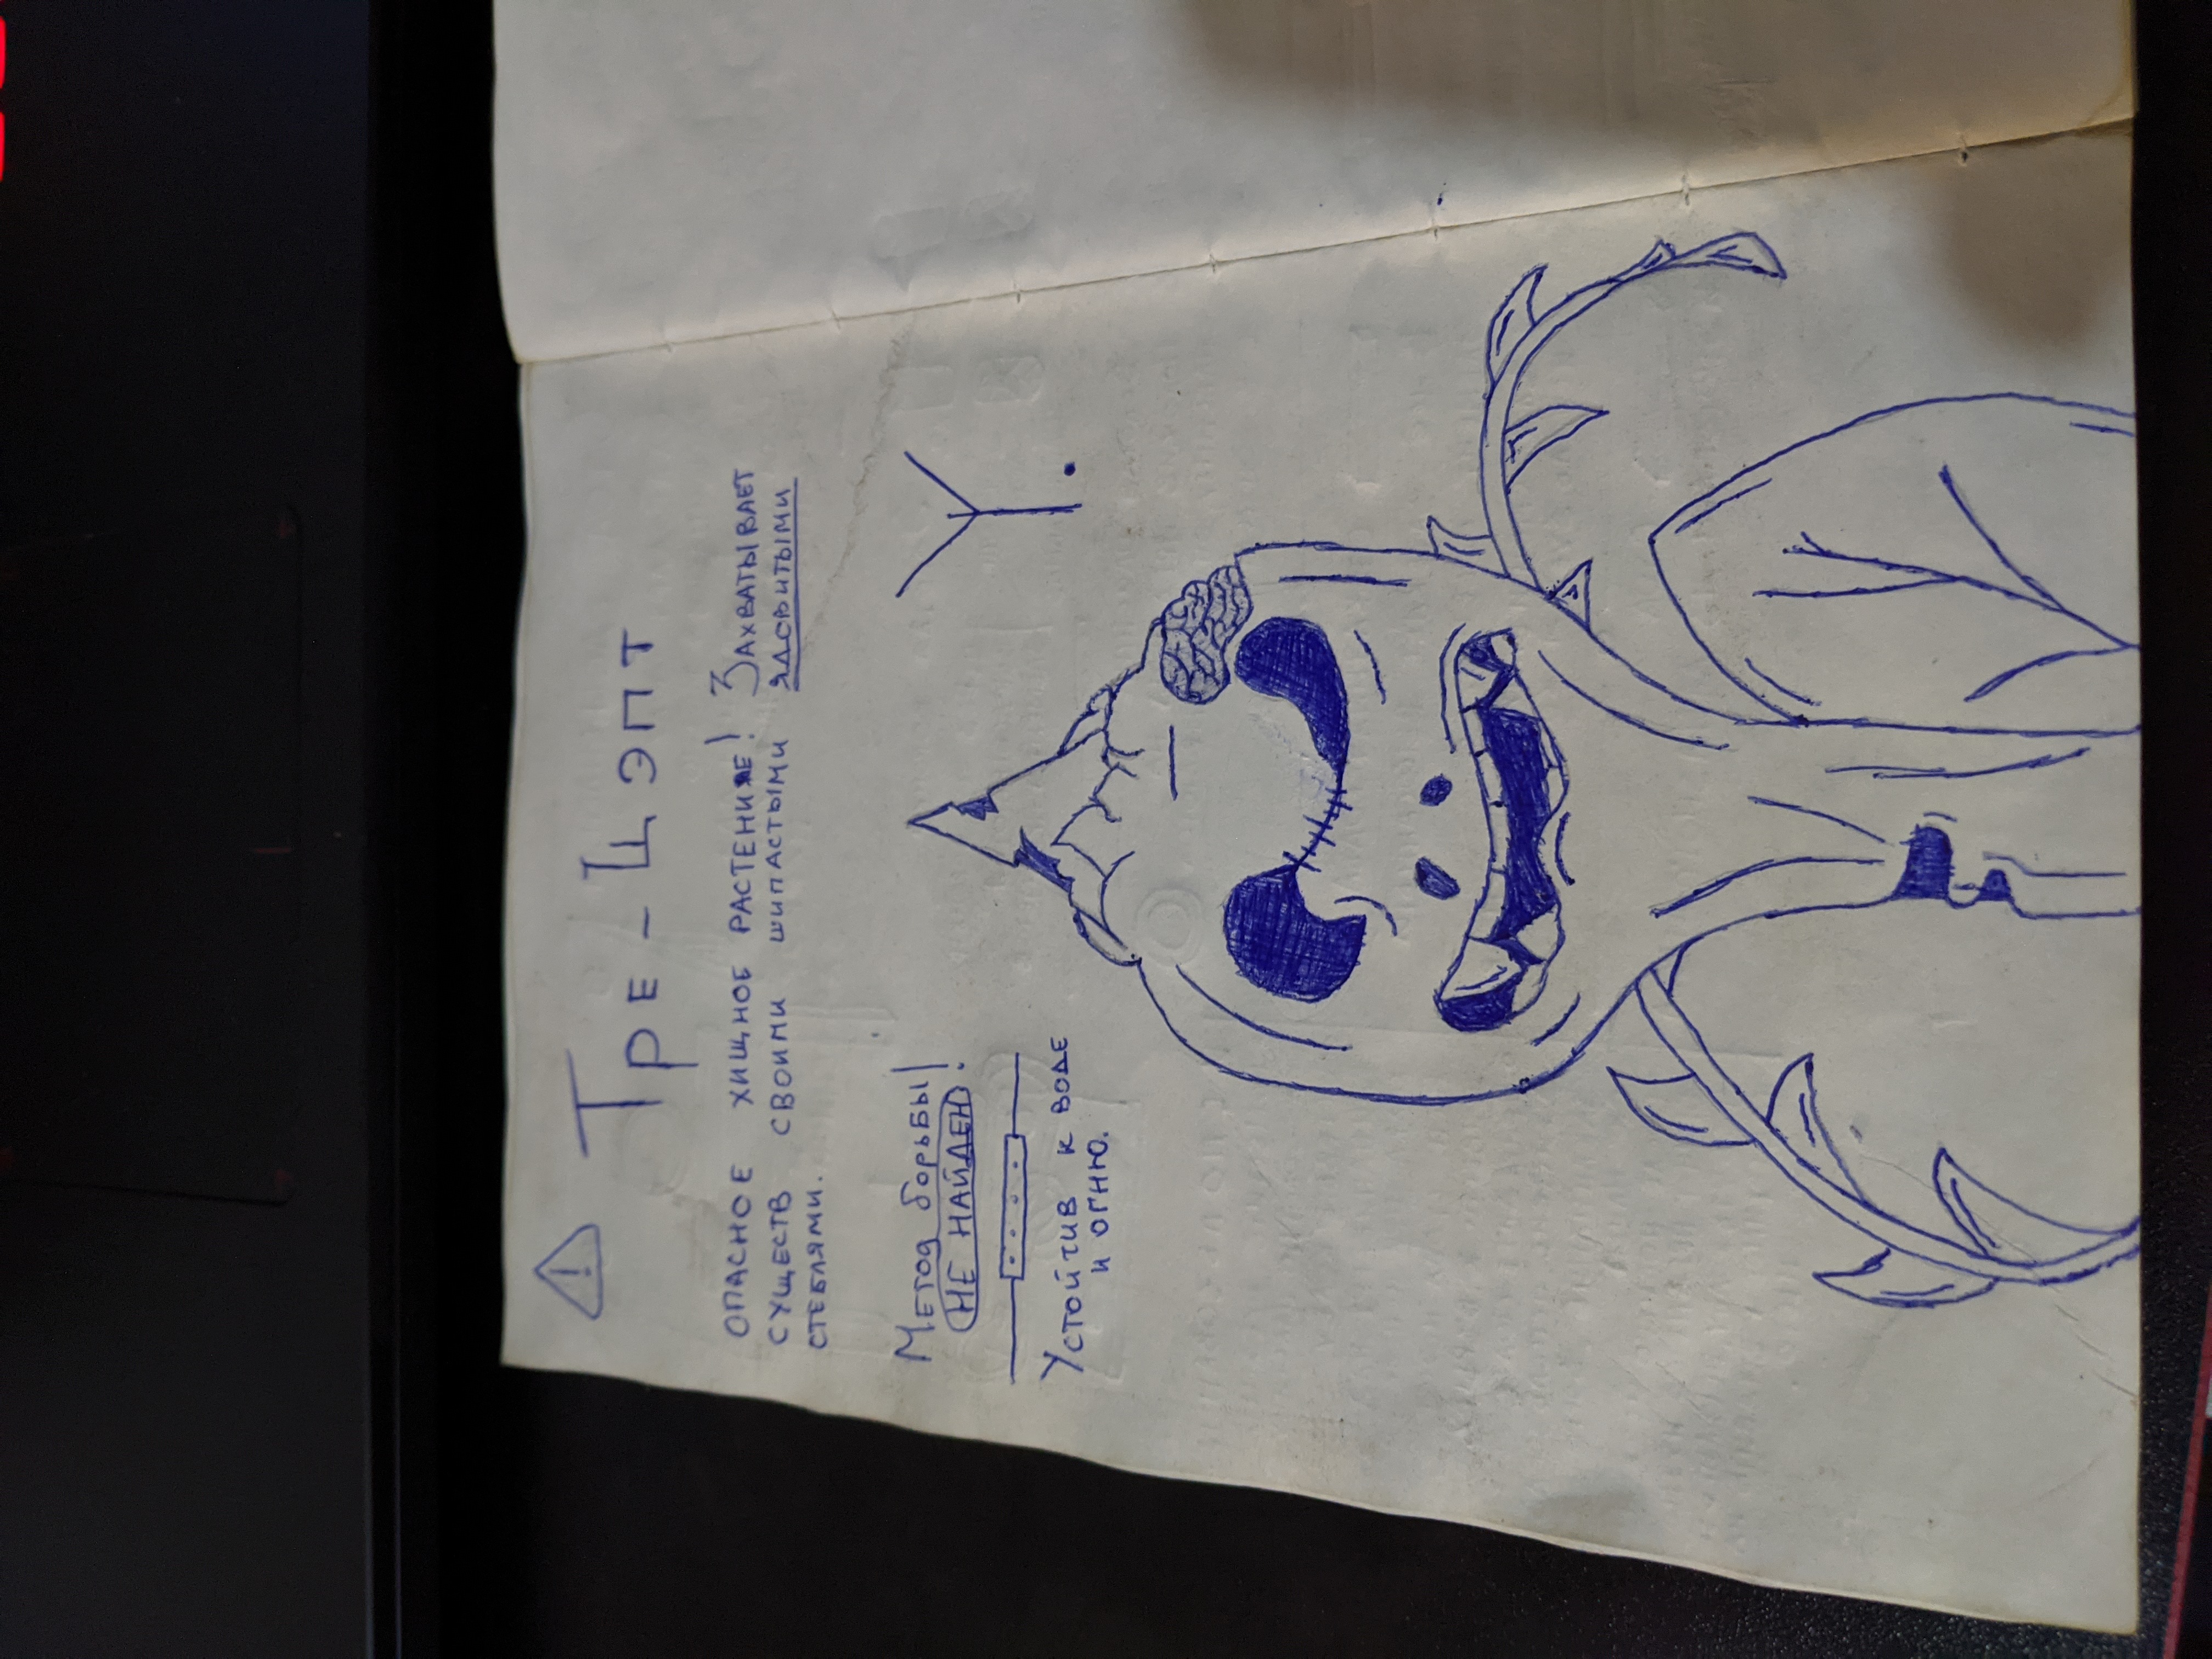 Тре-Цэпт
ОПАСНОЕ ХИЩНОЕ РАСТЕНИЕ! ЗАХВАТЫВАЕТ
СУЩЕСТВ СВОИМИ ШИПАСТЫМИ ЯДОВИТЫМИ
СТЕБЛЯМИ.
Метод борьбы!
НЕ НАЙДЕН!
Устойчив к воде
и огню.
Y.